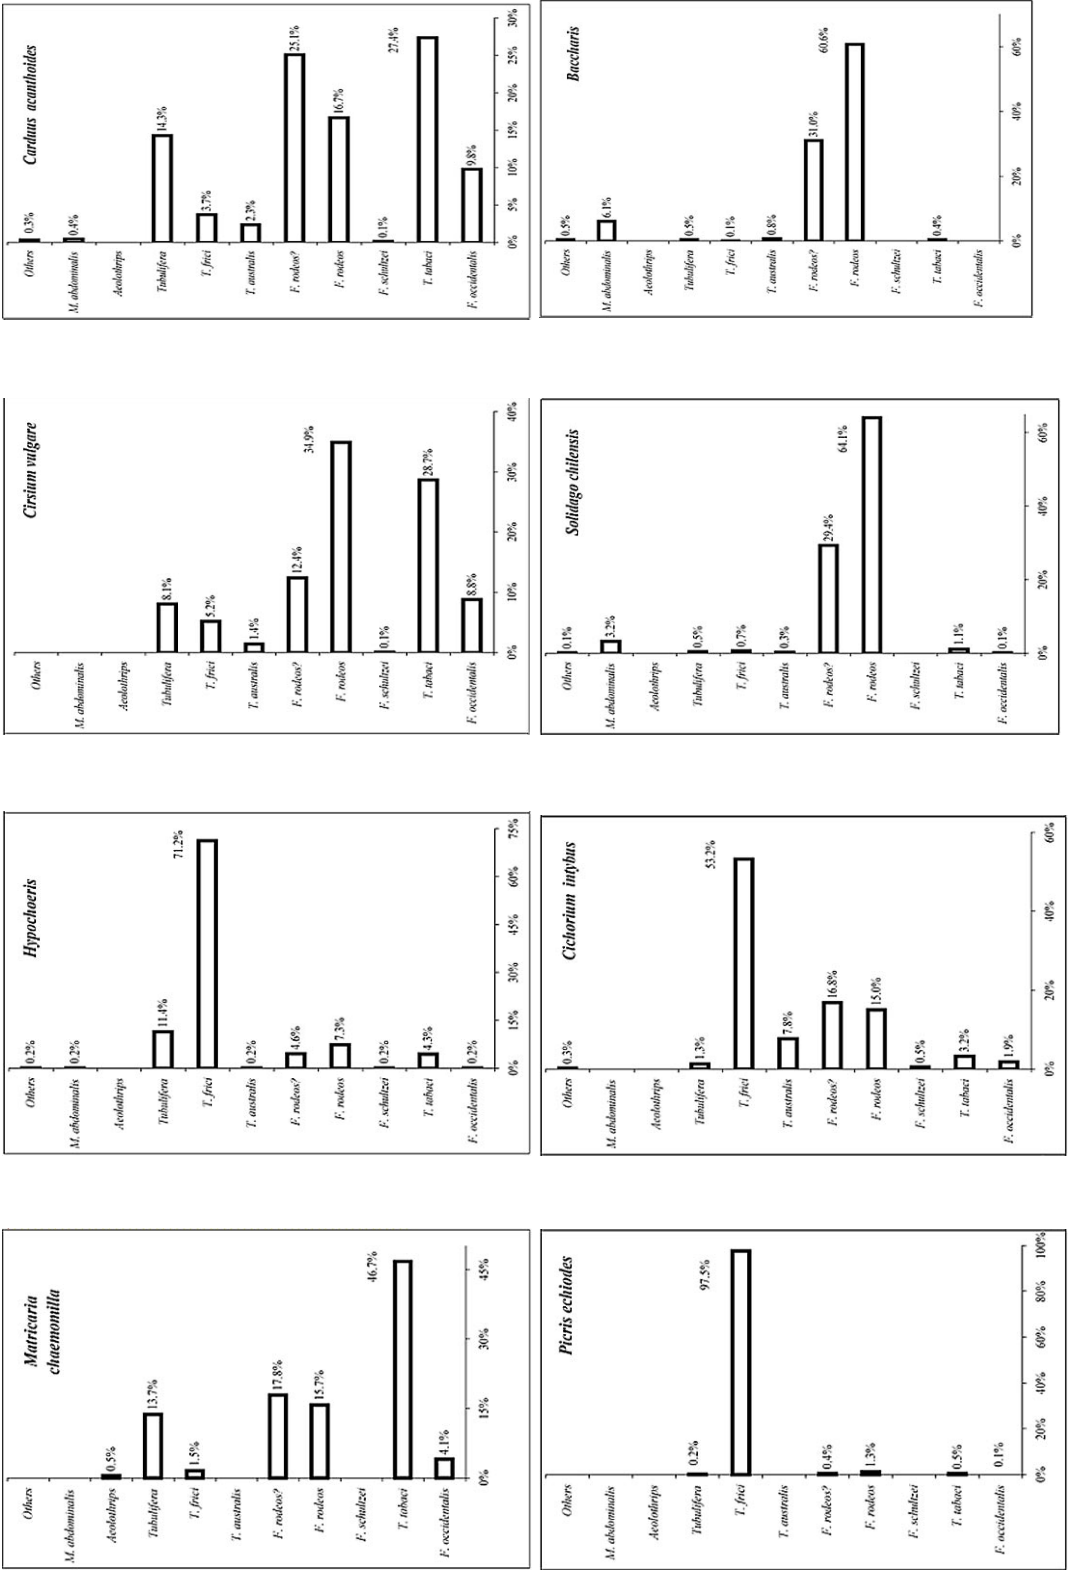 Matricaria
chaemomilla
Others
M. abdominalis
Aeolothrips 0.5%
Tubulifera 13.7%
T. frici 1.5%
T. australis
F. rodeos? 17.8%
F. rodeos 15.7%
F. schultzei
T. tabaci 46.7%
F. occidentalis 4.1%
0% 15% 30% 45%
Hypochoeris
Others 0.2%
M. abdominalis 0.2%
Aeolothrips
Tubulifera 11.4%
T. frici 71.2%
T. australis 0.2%
F. rodeos? 4.6%
F. rodeos 7.3%
F. schultzei 0.2%
T. tabaci 4.3%
F. occidentalis 0.2%
0% 15% 30% 45% 60% 75%
Cirsium vulgare
Others
M. abdominalis
Aeolothrips
Tubulifera 8.1%
T. frici 5.2%
T. australis 1.4%
F. rodeos? 12.4%
F. rodeos 34.9%
F. schultzei 0.1%
T. tabaci 28.7%
F. occidentalis 8.8%
0% 10% 20% 30% 40%
Carduus acanthoides
Others 0.3%
M. abdominalis 0.4%
Aeolothrips
Tubulifera 14.3%
T. frici 3.7%
T. australis 2.3%
F. rodeos? 25.1%
F. rodeos 16.7%
F. schultzei 0.1%
T. tabaci 27.4%
F. occidentalis 9.8%
0% 5% 10% 15% 20% 25% 30%
Picris echiodes
Others
M. abdominalis
Aeolothrips
Tubulifera 0.2%
T. frici 97.5%
T. australis
F. rodeos? 0.4%
F. rodeos 1.3%
F. schultzei
T. tabaci 0.5%
F. occidentalis 0.1%
0% 20% 40% 60% 80% 100%
Cichorium intybus
Others 0.3%
M. abdominalis
Aeolothrips
Tubulifera 1.3%
T. frici 53.2%
T. australis 7.8%
F. rodeos? 16.8%
F. rodeos 15.0%
F. schultzei 0.5%
T. tabaci 3.2%
F. occidentalis 1.9%
0% 20% 40% 60%
Solidago chilensis
Others 0.1%
M. abdominalis 3.2%
Aeolothrips
Tubulifera 0.5%
T. frici 0.7%
T. australis 0.3%
F. rodeos? 29.4%
F. rodeos 64.1%
F. schultzei
T. tabaci 1.1%
F. occidentalis 0.1%
0% 20% 40% 60%
Baccharis
Others 0.5%
M. abdominalis 6.1%
Aeolothrips
Tubulifera 0.5%
T. frici 0.1%
T. australis 0.8%
F. rodeos? 31.0%
F. rodeos 60.6%
F. schultzei
T. tabaci 0.4%
F. occidentalis
0% 20% 40% 60%